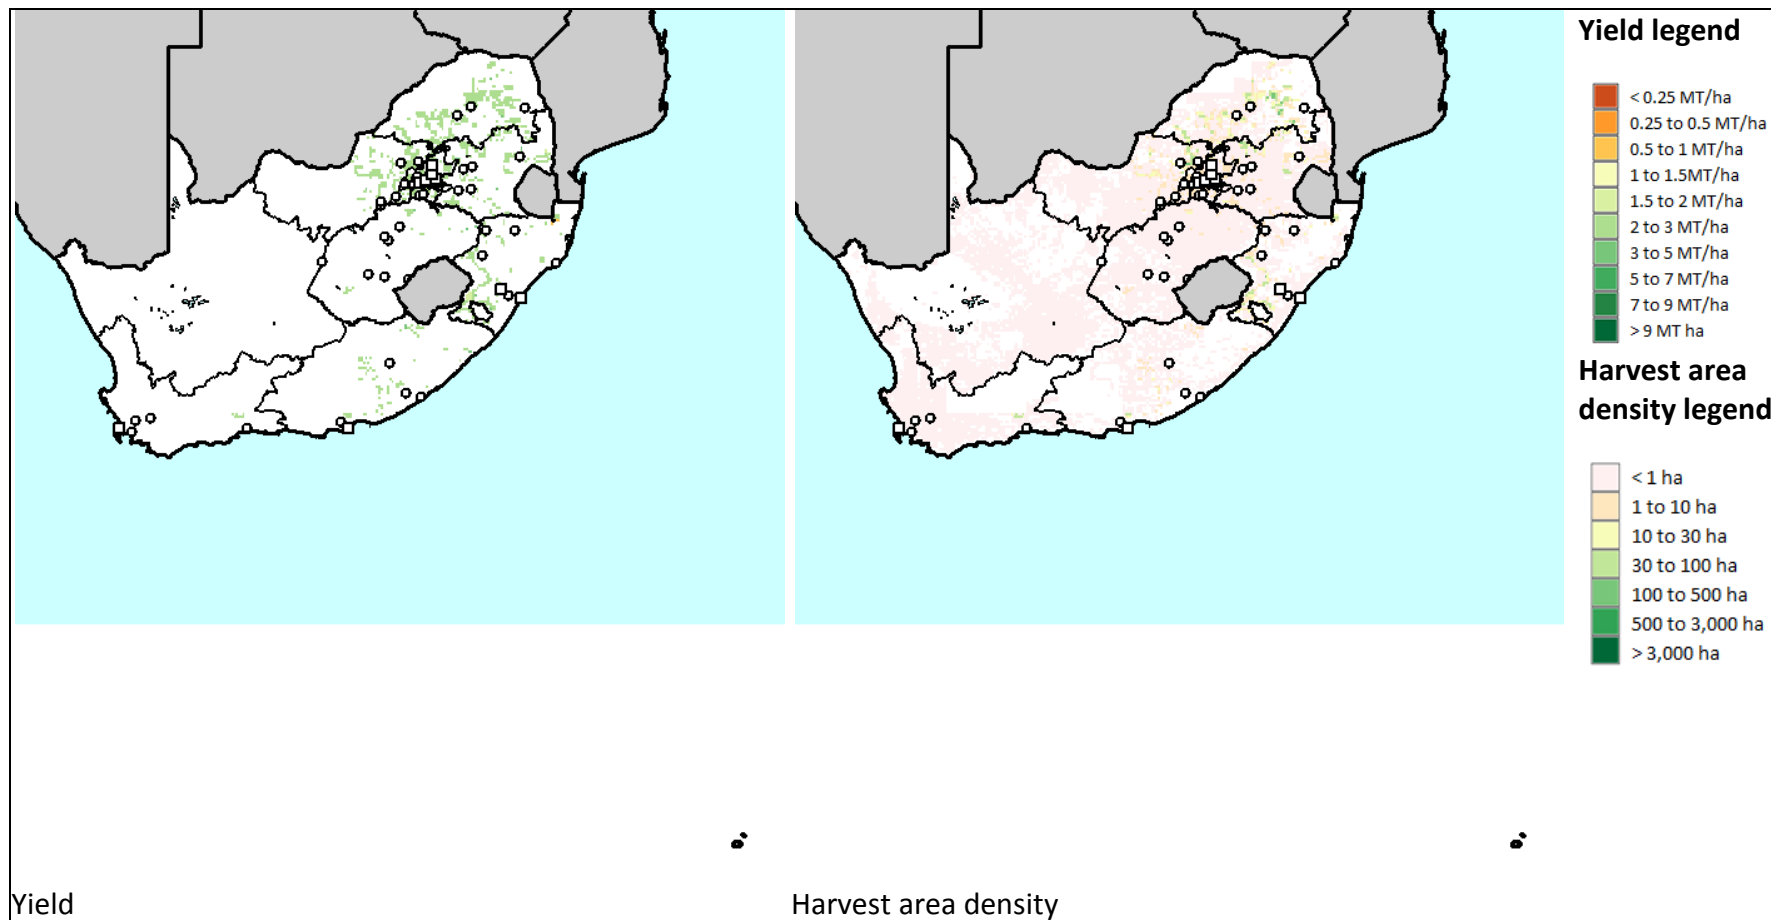 Yield legend
< 0.25 MT/ha
0.25 to 0.5 MT/ha
0.5 to 1 MT/ha
1 to 1.5MT/ha
1.5 to 2 MT/ha
2 to 3 MT/ha
3 to 5 MT/ha
5 to 7 MT/ha
7 to 9 MT/ha
> 9 MT ha
Harvest area
density legend
< 1 ha
1 to 10 ha
10 to 30 ha
30 to 100 ha
100 to 500 ha
500 to 3,000 ha
> 3,000 ha
Yield
Harvest area density